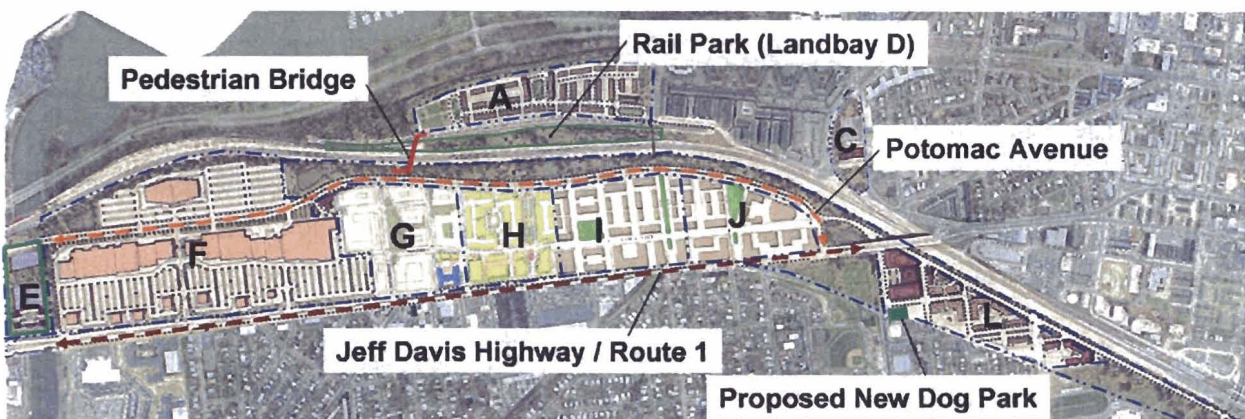 Rail Park (Landbay D)
Pedestrian Bridge
A
C
Potomac Avenue
G
H
I
J
F
E
L
Jeff Davis Highway / Route 1
Proposed New Dog Park